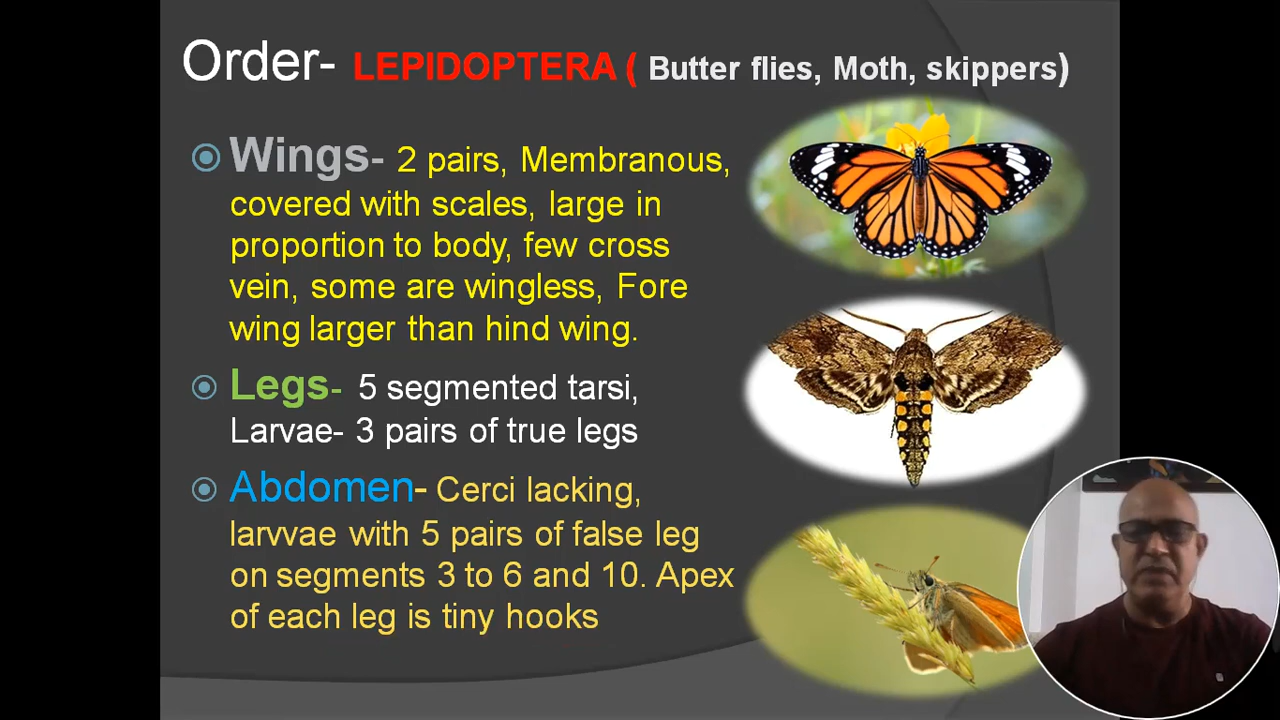 Order- LEPIDOPTERA ( Butter flies, Moth, skippers)
Wings- 2 pairs, Membranous,
covered with scales, large in
proportion to body, few cross
vein, some are wingless, Fore
wing larger than hind wing.
Legs- 5 segmented tarsi,
Larvae- 3 pairs of true legs
Abdomen- Cerci lacking,
larvvae with 5 pairs of false leg
on segments 3 to 6 and 10. Apex
of each leg is tiny hooks